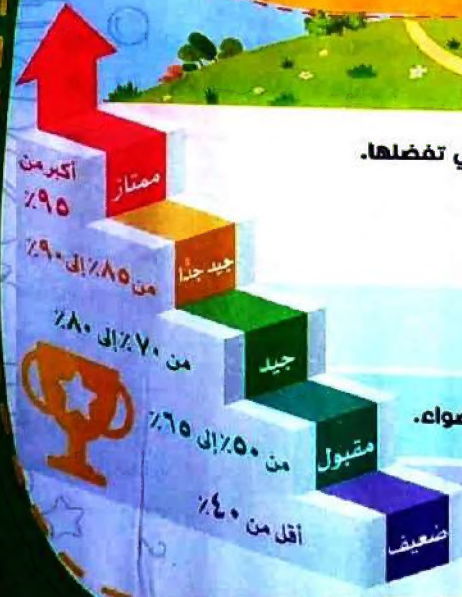 ي تفضلها.
ممتاز
أكبر من
٩٥٪
جيد جدًا
من ٨٥٪ إلى ٩٠٪
جيد
من ٧٠٪ إلى ٨٠٪
مقبول
من ٥٠٪ إلى ٦٥٪
ضعيف
أقل من ٤٠٪
ضواء.